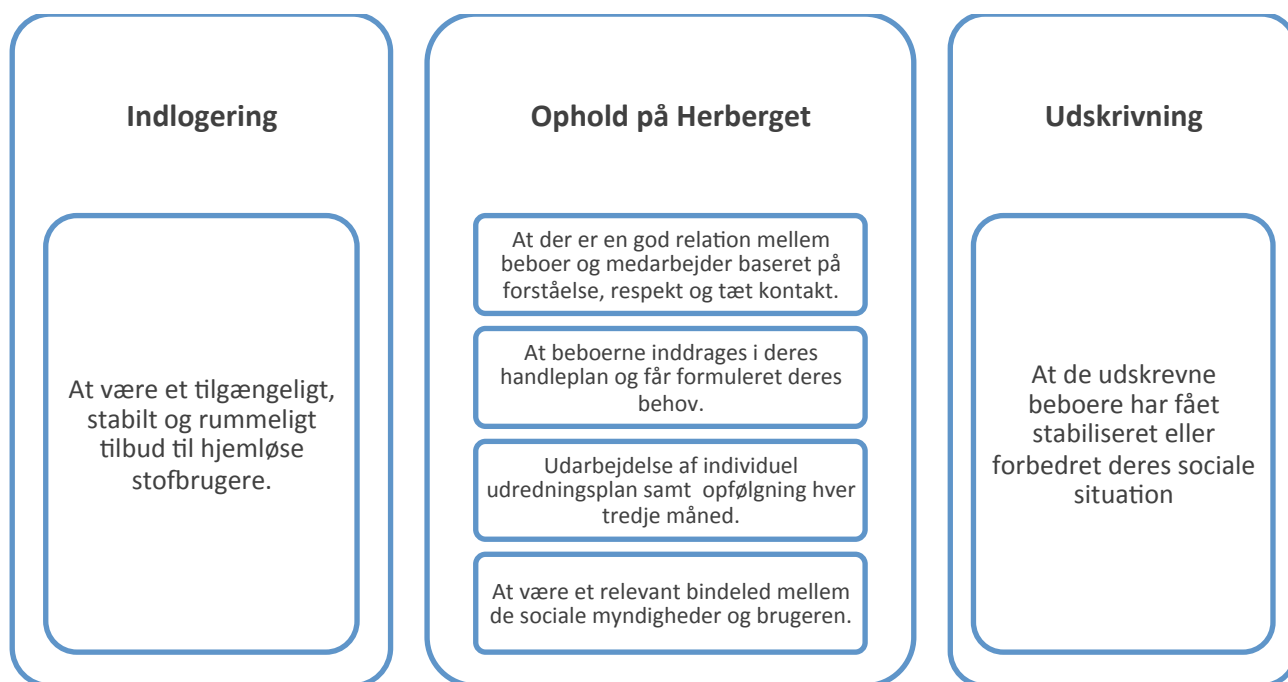 Indlogering
At være et tilgængeligt,
stabilt og rummeligt
tilbud til hjemløse
stofbrugere.
Ophold på Herberget
At der er en god relation mellem
beboer og medarbejder baseret på
forståelse, respekt og tæt kontakt.
At beboerne inddrages i deres
handleplan og får formuleret deres
behov.
Udarbejdelse af individuel
udredningsplan samt opfølgning hver
tredje måned.
At være et relevant bindeled mellem
de sociale myndigheder og brugeren.
Udskrivning
At de udskrevne
beboere har fået
stabiliseret eller
forbedret deres sociale
situation